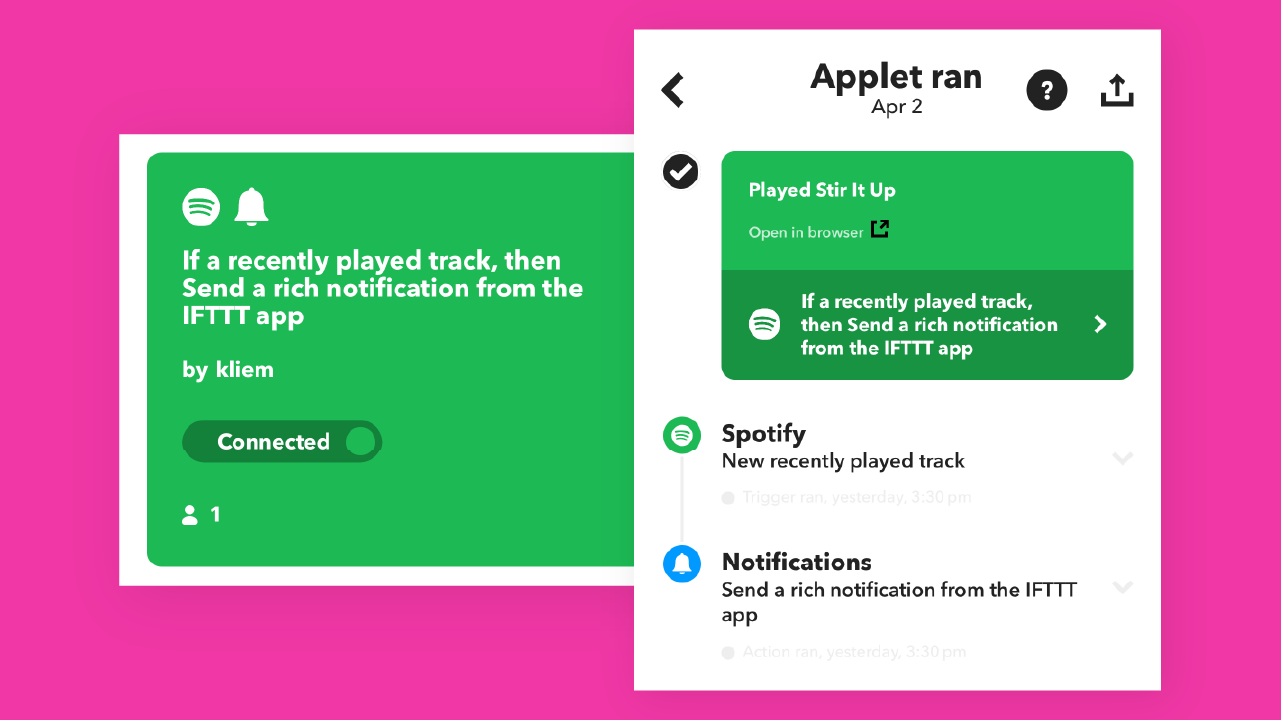 If a recently played track, then
Send a rich notification from the
IFTTT app
by kliem
Connected
1
Applet ran
Apr 2
?
Played Stir It Up
Open in browser
If a recently played track,
then Send a rich notification
from the IFTTT app
Spotify
New recently played track
Trigger ran, yesterday, 3:30 pm
Notifications
Send a rich notification from the IFTTT
app
Action ran, yesterday, 3:30 pm